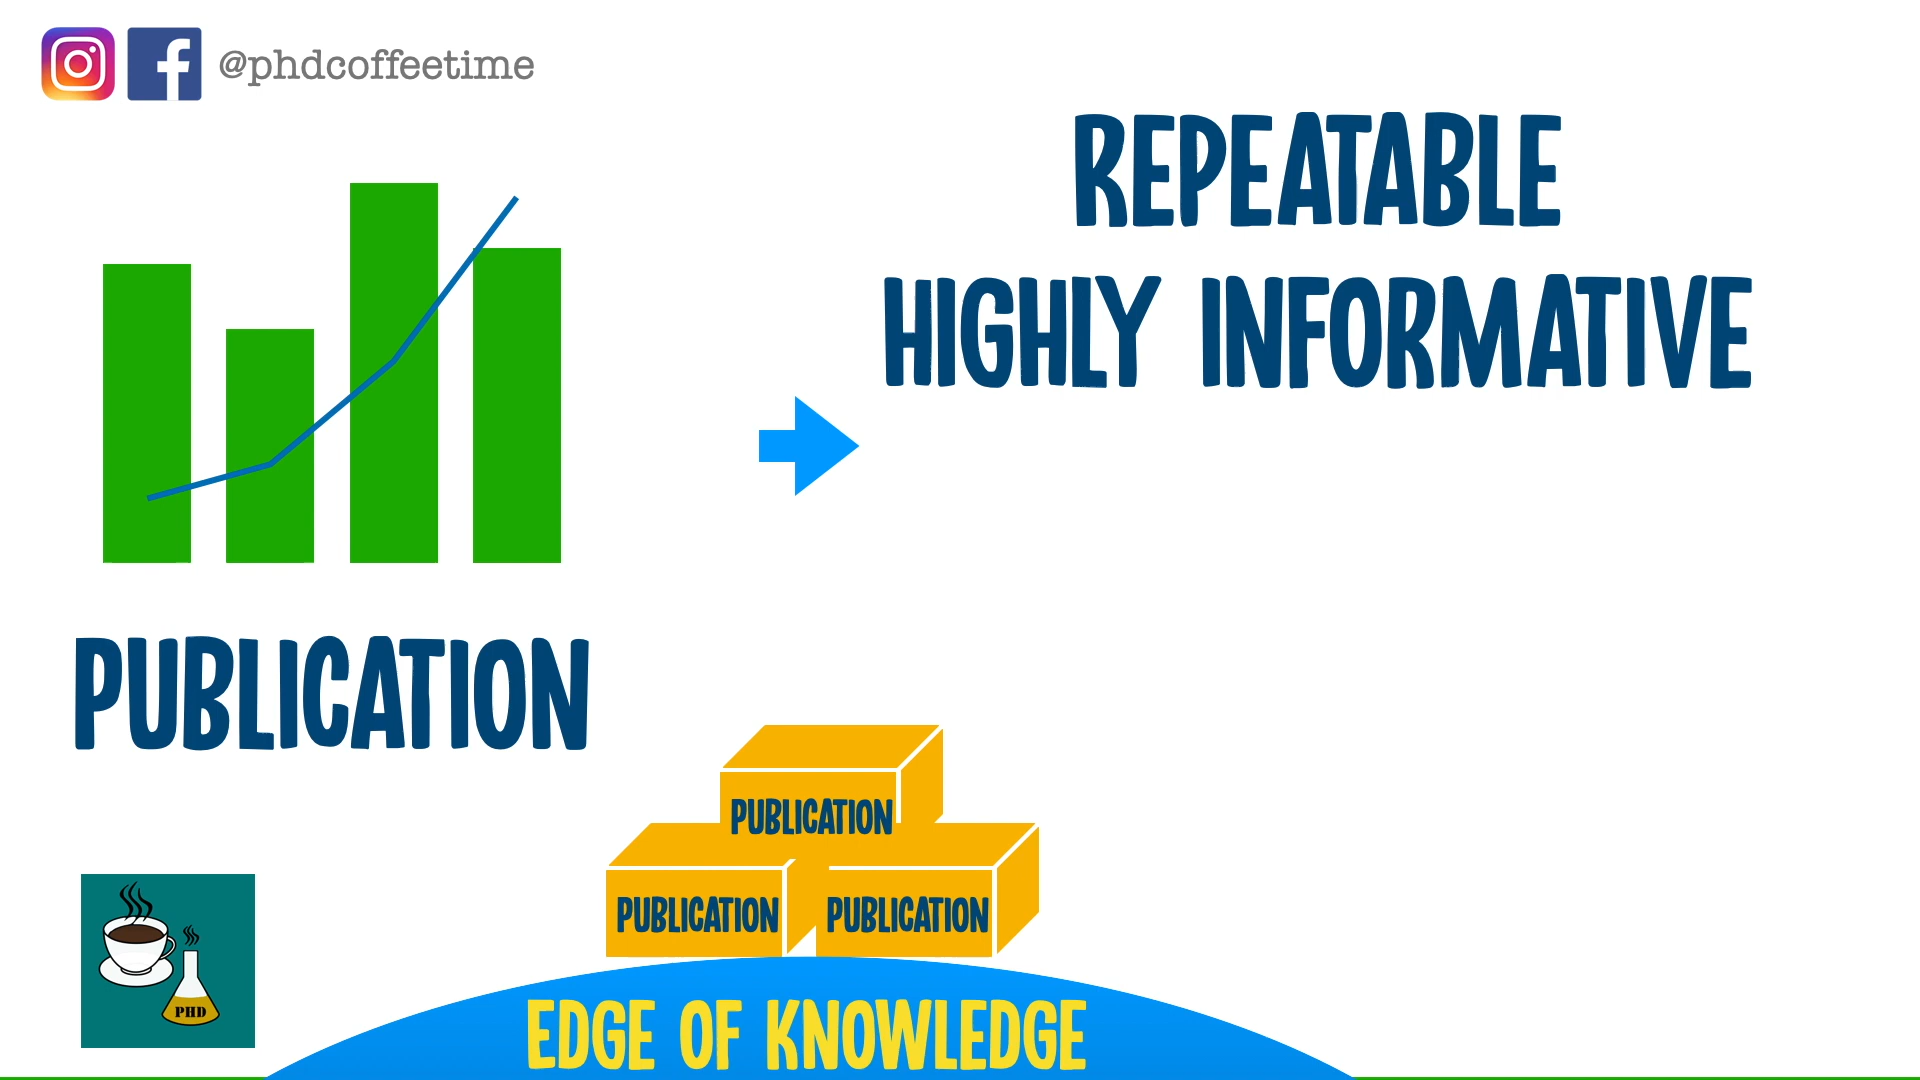 @phdcoffeetime
REPEATABLE
HIGHLY INFORMATIVE
PUBLICATION
PUBLICATION
PUBLICATION PUBLICATION
PHD
EDGE OF KNOWLEDGE